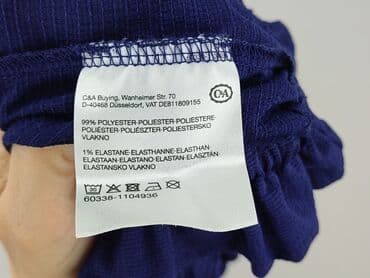 C&A Buying, Wanheimer Str. 70
D-40468 Düsseldorf, VAT DE811809155
C&A
99% POLYESTER-POLIESTER-POLIESTERE
POLIÉSTER-POLIÉSZTER-POLIESTERSKO
VLAKNO
1% ELASTANE-ELASTHANNE-ELASTHAN
ELASTAAN-ELASTANO-ELASTAN-ELASZTÁN
ELASTANSKO VLAKNO
60336-1104936